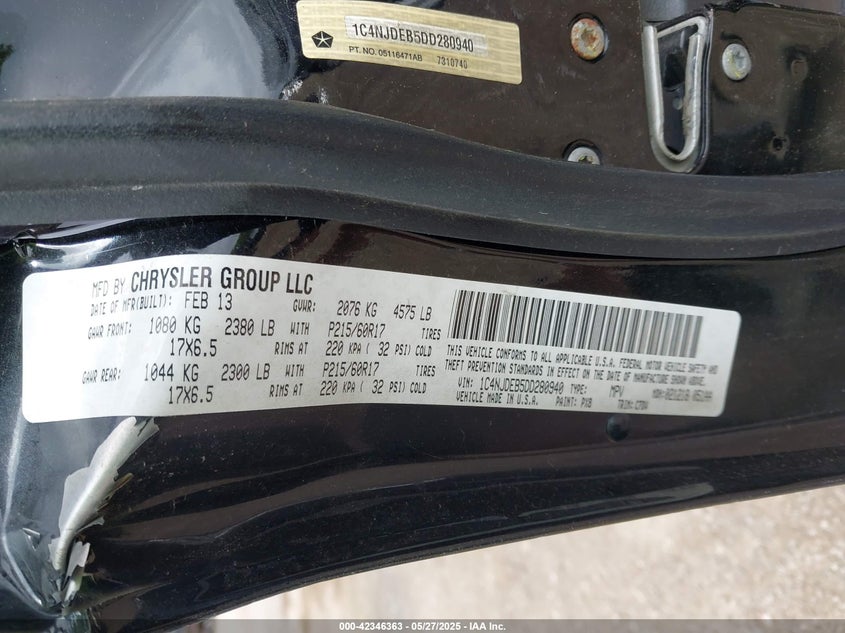 1C4NJDEB5DD280940
PT. NO. 05116471AB 7310740
MFD BY CHRYSLER GROUP LLC
DATE OF MFR(BUILT): FEB 13 GVWR: 2076 KG 4575 LB
GAWR FRONT: 1080 KG 2380 LB WITH P215/60R17 TIRES
17X6.5 RIMS AT 220 KPA ( 32 PSI) COLD
GAWR REAR: 1044 KG 2300 LB WITH P215/60R17 TIRES
17X6.5 RIMS AT 220 KPA ( 32 PSI) COLD
THIS VEHICLE CONFORMS TO ALL APPLICABLE U.S.A. FEDERAL MOTOR VEHICLE SAFETY AND
THEFT PREVENTION STANDARDS IN EFFECT ON THE DATE OF MANUFACTURE SHOWN ABOVE.
VIN: 1C4NJDEB5DD280940 TYPE: MPV MDH:
VEHICLE MADE IN U.S.A. PAINT: PX8 TRIM:
000-42346363 — 05/27/2025 — IAA Inc.